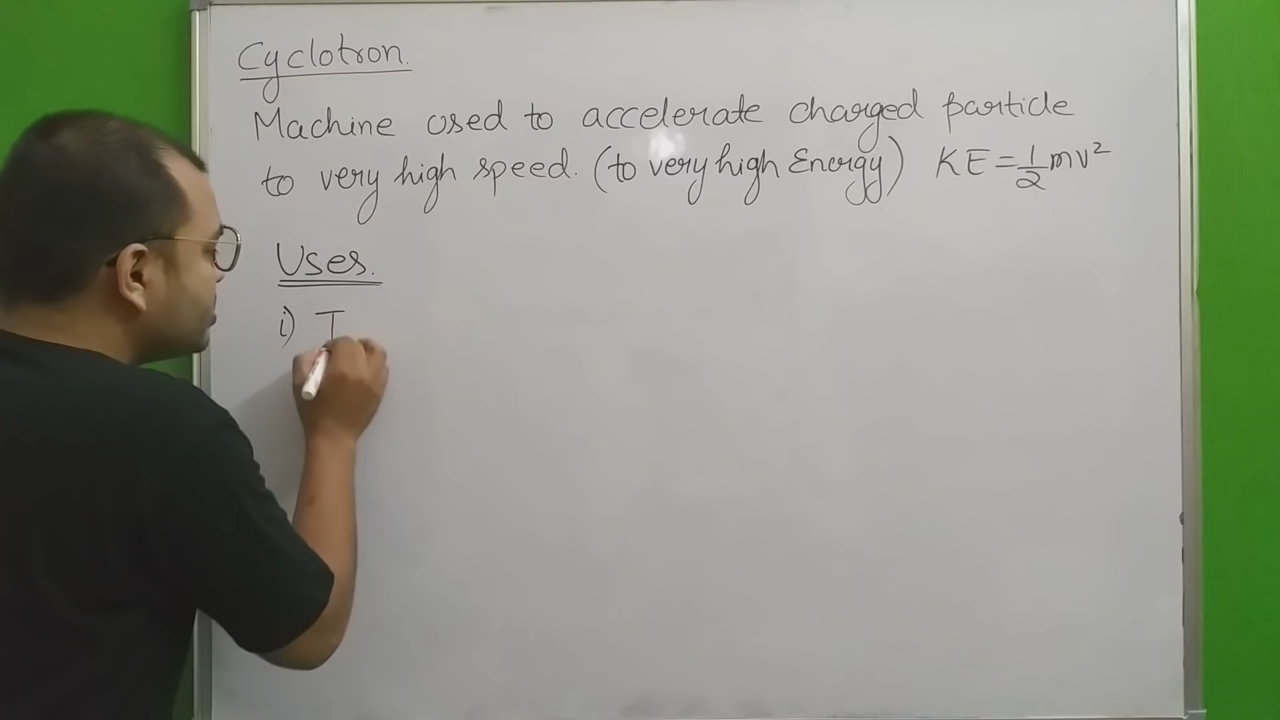 Cyclotron.
Machine used to accelerate charged particle
to very high speed. (to very high Energy) KE = 1/2 mv²
Uses.
i) T